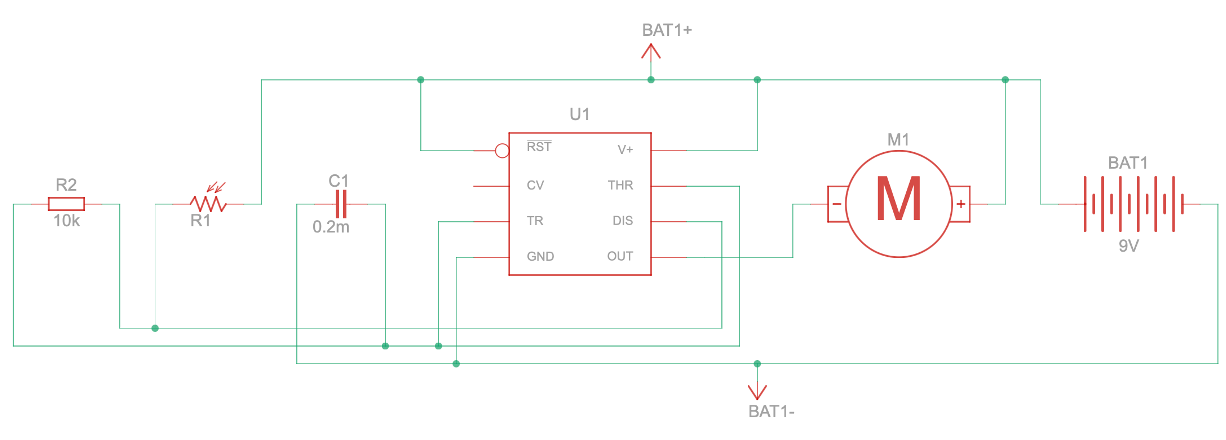 BAT1+
U1
RST V+
CV THR
TR DIS
GND OUT
R2
10k
R1
C1
0.2m
M1
- M +
BAT1
9V
BAT1-